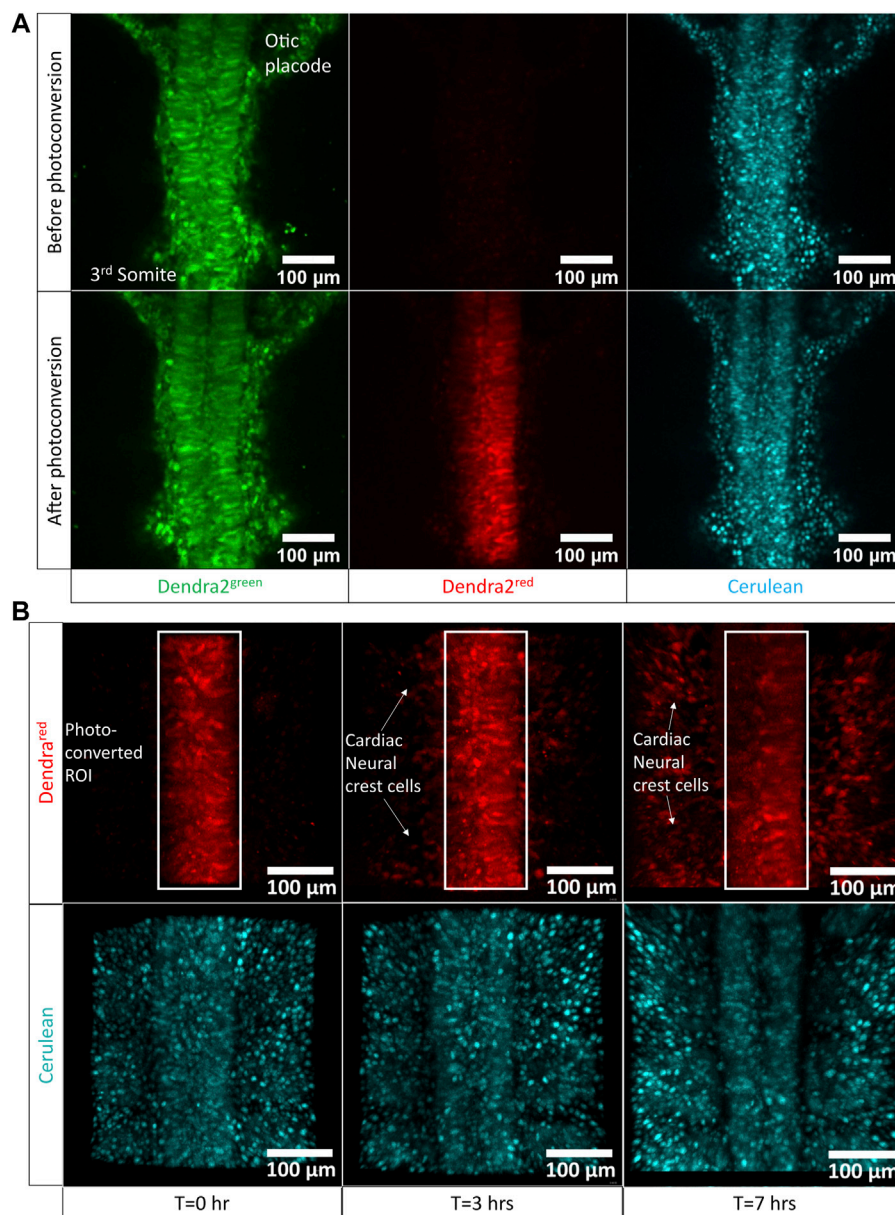 A
Before photoconversion
Otic
placode
3rd Somite
100 µm
100 µm
100 µm
After photoconversion
100 µm
100 µm
100 µm
Dendra2green
Dendra2red
Cerulean
B
Dendrared
Photo-
converted
ROI
100 µm
Cardiac
Neural
crest cells
100 µm
Cardiac
Neural
crest cells
100 µm
Cerulean
100 µm
100 µm
100 µm
T=0 hr
T=3 hrs
T=7 hrs